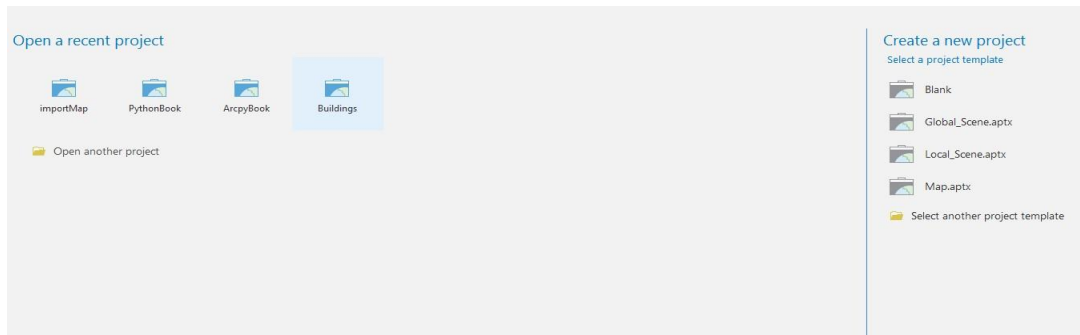 Open a recent project
importMap
PythonBook
ArcpyBook
Buildings
Open another project
Create a new project
Select a project template
Blank
Global_Scene.aptx
Local_Scene.aptx
Map.aptx
Select another project template